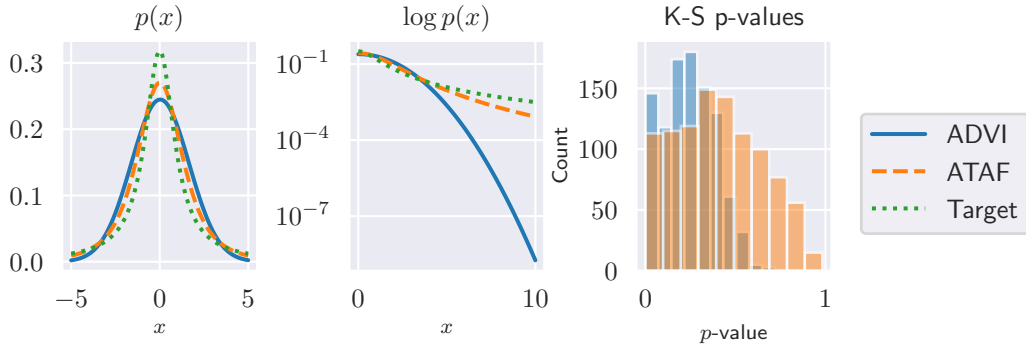 p(x)
0.3
0.2
0.1
0.0
−5
0
5
x
log p(x)
10⁻¹
10⁻⁴
10⁻⁷
0
10
x
K-S p-values
Count
150
100
50
0
0
1
p-value
ADVI
ATAF
Target